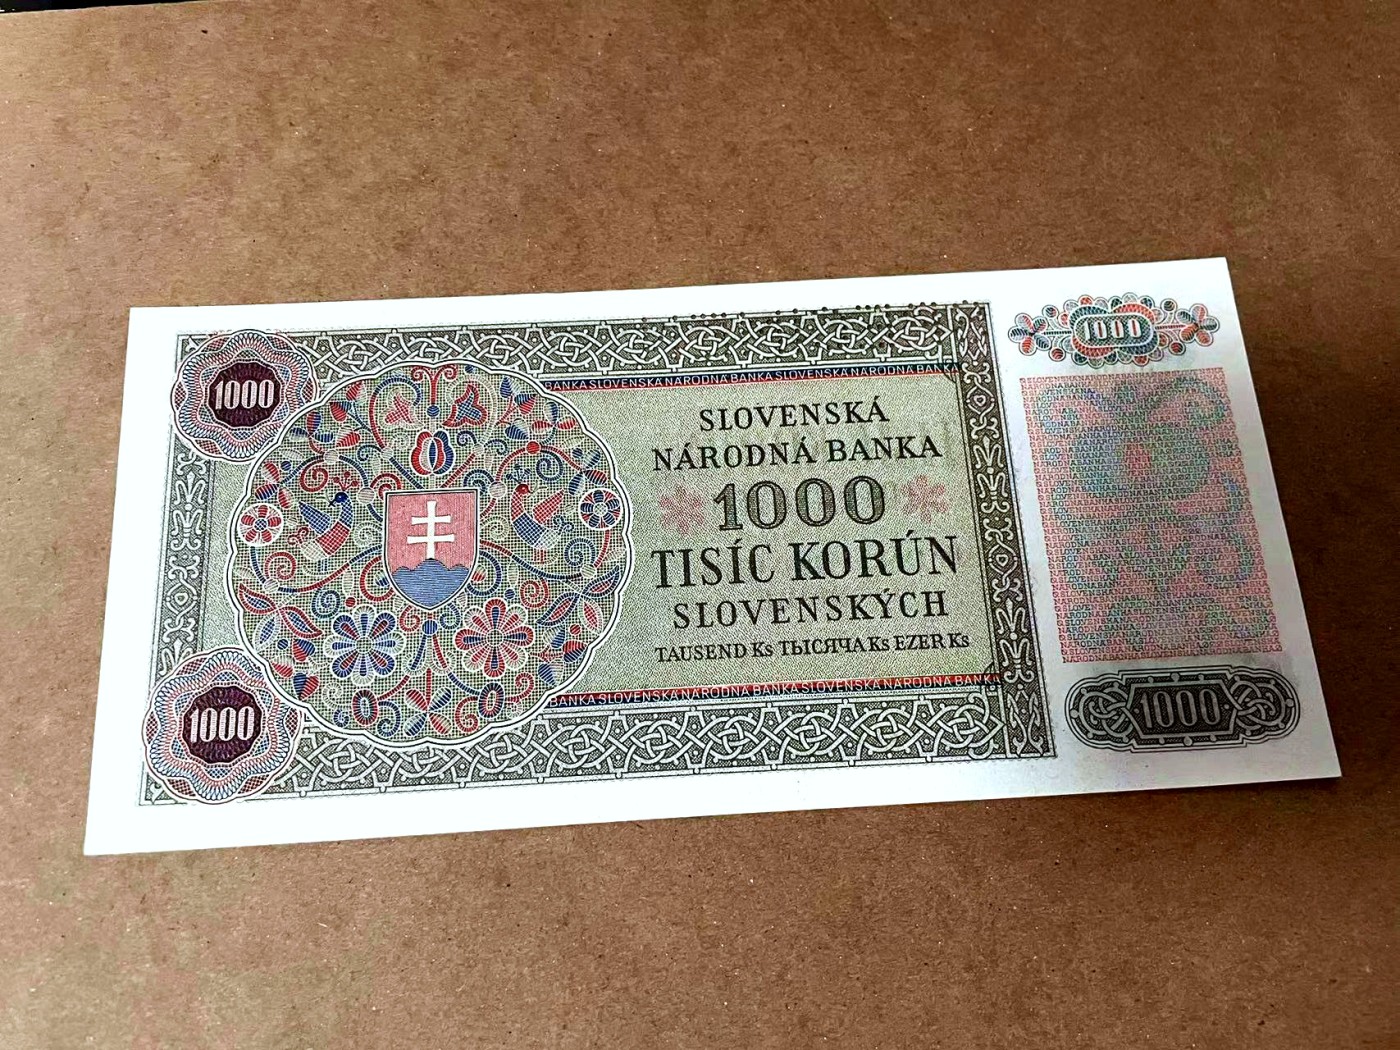 1000
1000
BANKA SLOVENSKÁ NÁRODNÁ BANKA SLOVENSKÁ NÁRODNÁ BANKA
SLOVENSKÁ
NÁRODNÁ BANKA
1000
TISÍC KORÚN
SLOVENSKÝCH
TAUSEND Ks ТЫСЯЧА Ks EZER Ks
BANKA SLOVENSKÁ NÁRODNÁ BANKA SLOVENSKÁ NÁRODNÁ BANKA
1000
1000